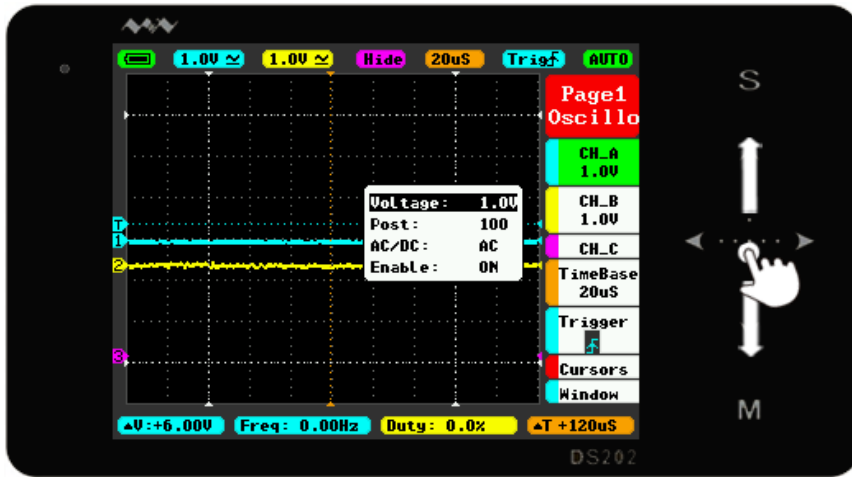 1.0V 1.0V Hide 20uS Trig AUTO
Page1
Oscillo
CH_A
1.0V
CH_B
1.0V
CH_C
TimeBase
20uS
Trigger
Cursors
Window
Voltage: 1.0V
Post: 100
AC/DC: AC
Enable: ON
T
1
2
3
▲V:+6.00V Freq: 0.00Hz Duty: 0.0% ▲T +120uS
DS202
S
M